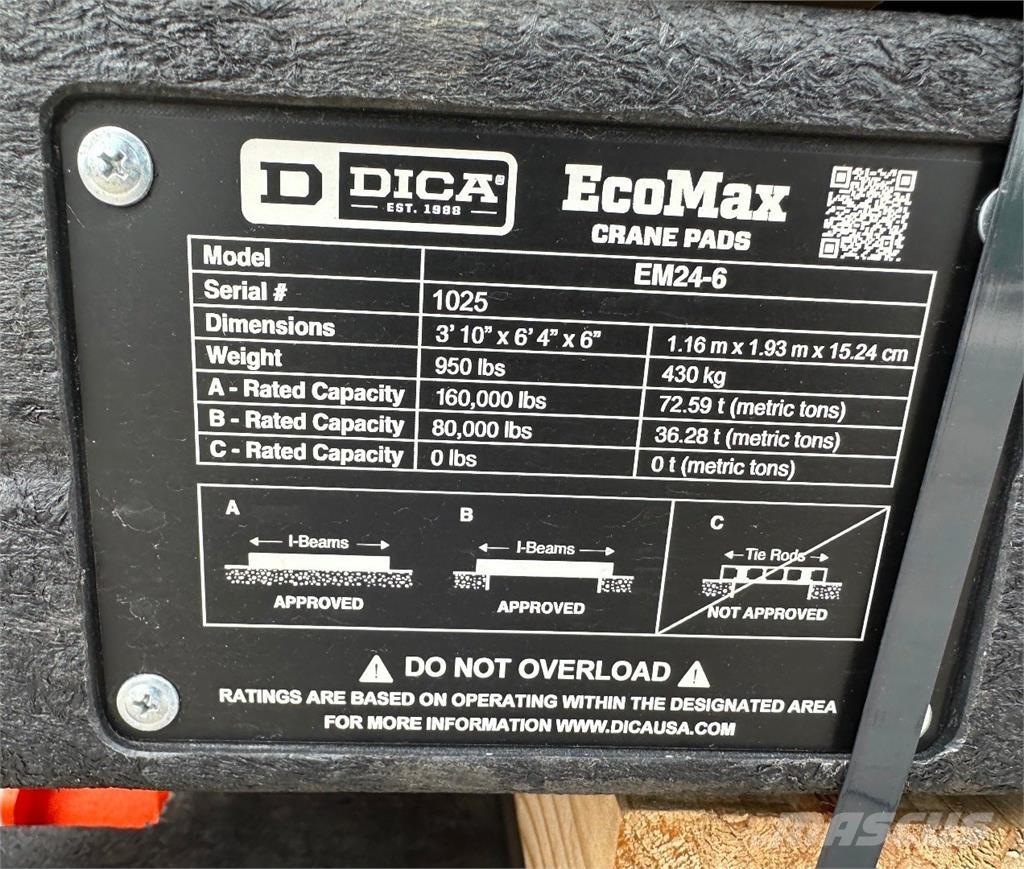 D DICA®
EST. 1988
EcoMax
CRANE PADS
Model EM24-6
Serial # 1025
Dimensions 3' 10" x 6' 4" x 6" 1.16 m x 1.93 m x 15.24 cm
Weight 950 lbs 430 kg
A - Rated Capacity 160,000 lbs 72.59 t (metric tons)
B - Rated Capacity 80,000 lbs 36.28 t (metric tons)
C - Rated Capacity 0 lbs 0 t (metric tons)
A B C
I-Beams I-Beams Tie Rods
APPROVED APPROVED NOT APPROVED
DO NOT OVERLOAD
RATINGS ARE BASED ON OPERATING WITHIN THE DESIGNATED AREA
FOR MORE INFORMATION WWW.DICAUSA.COM
MASCUS